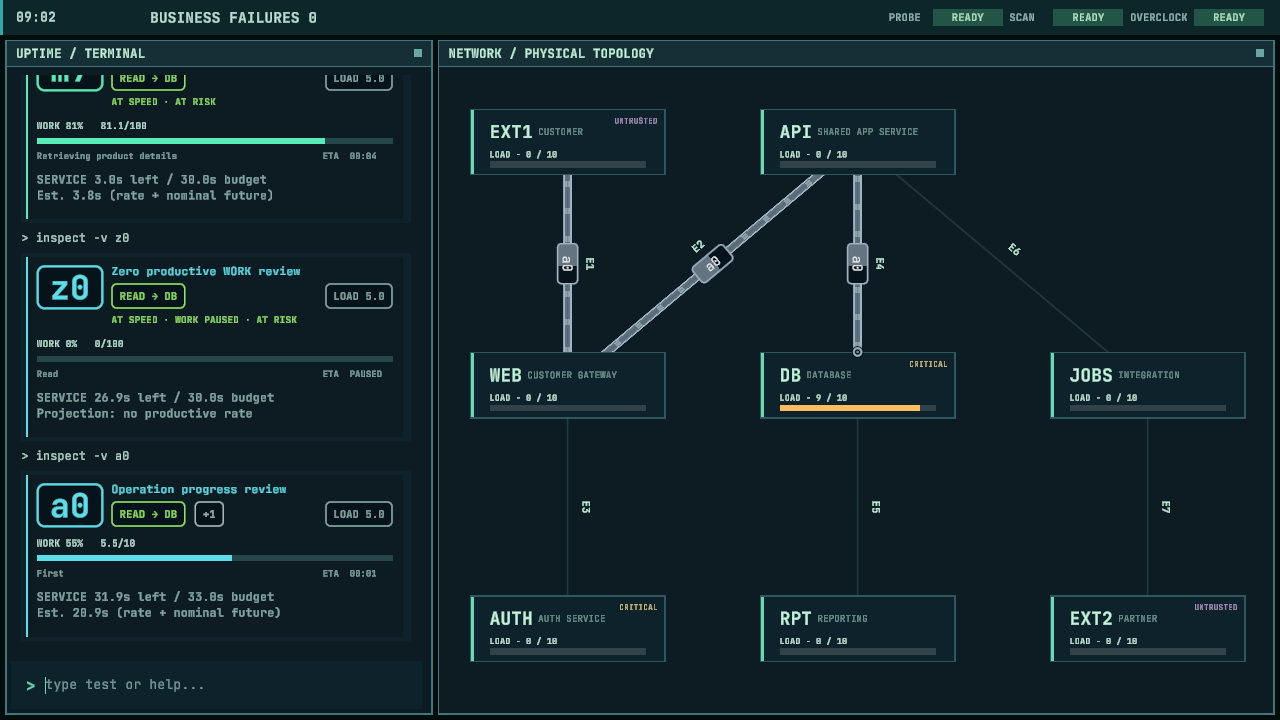 09:02 BUSINESS FAILURES 0 PROBE READY SCAN READY OVERCLOCK READY
UPTIME / TERMINAL
READ → DB LOAD 5.0
AT SPEED · AT RISK
WORK 81% 81.1/100
Retrieving product details ETA 00:04
SERVICE 3.0s left / 30.0s budget
Est. 3.8s (rate + nominal future)
> inspect -v z0
z0 Zero productive WORK review
READ → DB LOAD 5.0
AT SPEED · WORK PAUSED · AT RISK
WORK 0% 0/100
Read ETA PAUSED
SERVICE 26.9s left / 30.0s budget
Projection: no productive rate
> inspect -v a0
a0 Operation progress review
READ → DB +1 LOAD 5.0
WORK 55% 5.5/10
First ETA 00:01
SERVICE 31.9s left / 33.0s budget
Est. 20.9s (rate + nominal future)
> type test or help...
NETWORK / PHYSICAL TOPOLOGY
UNTRUSTED
EXT1 CUSTOMER
LOAD - 0 / 10
API SHARED APP SERVICE
LOAD - 0 / 10
a0 E1
a0 E2
a0 E4
E6
WEB CUSTOMER GATEWAY
LOAD - 0 / 10
CRITICAL
DB DATABASE
LOAD - 9 / 10
JOBS INTEGRATION
LOAD - 0 / 10
E3
E5
E7
CRITICAL
AUTH AUTH SERVICE
LOAD - 0 / 10
RPT REPORTING
LOAD - 0 / 10
UNTRUSTED
EXT2 PARTNER
LOAD - 0 / 10